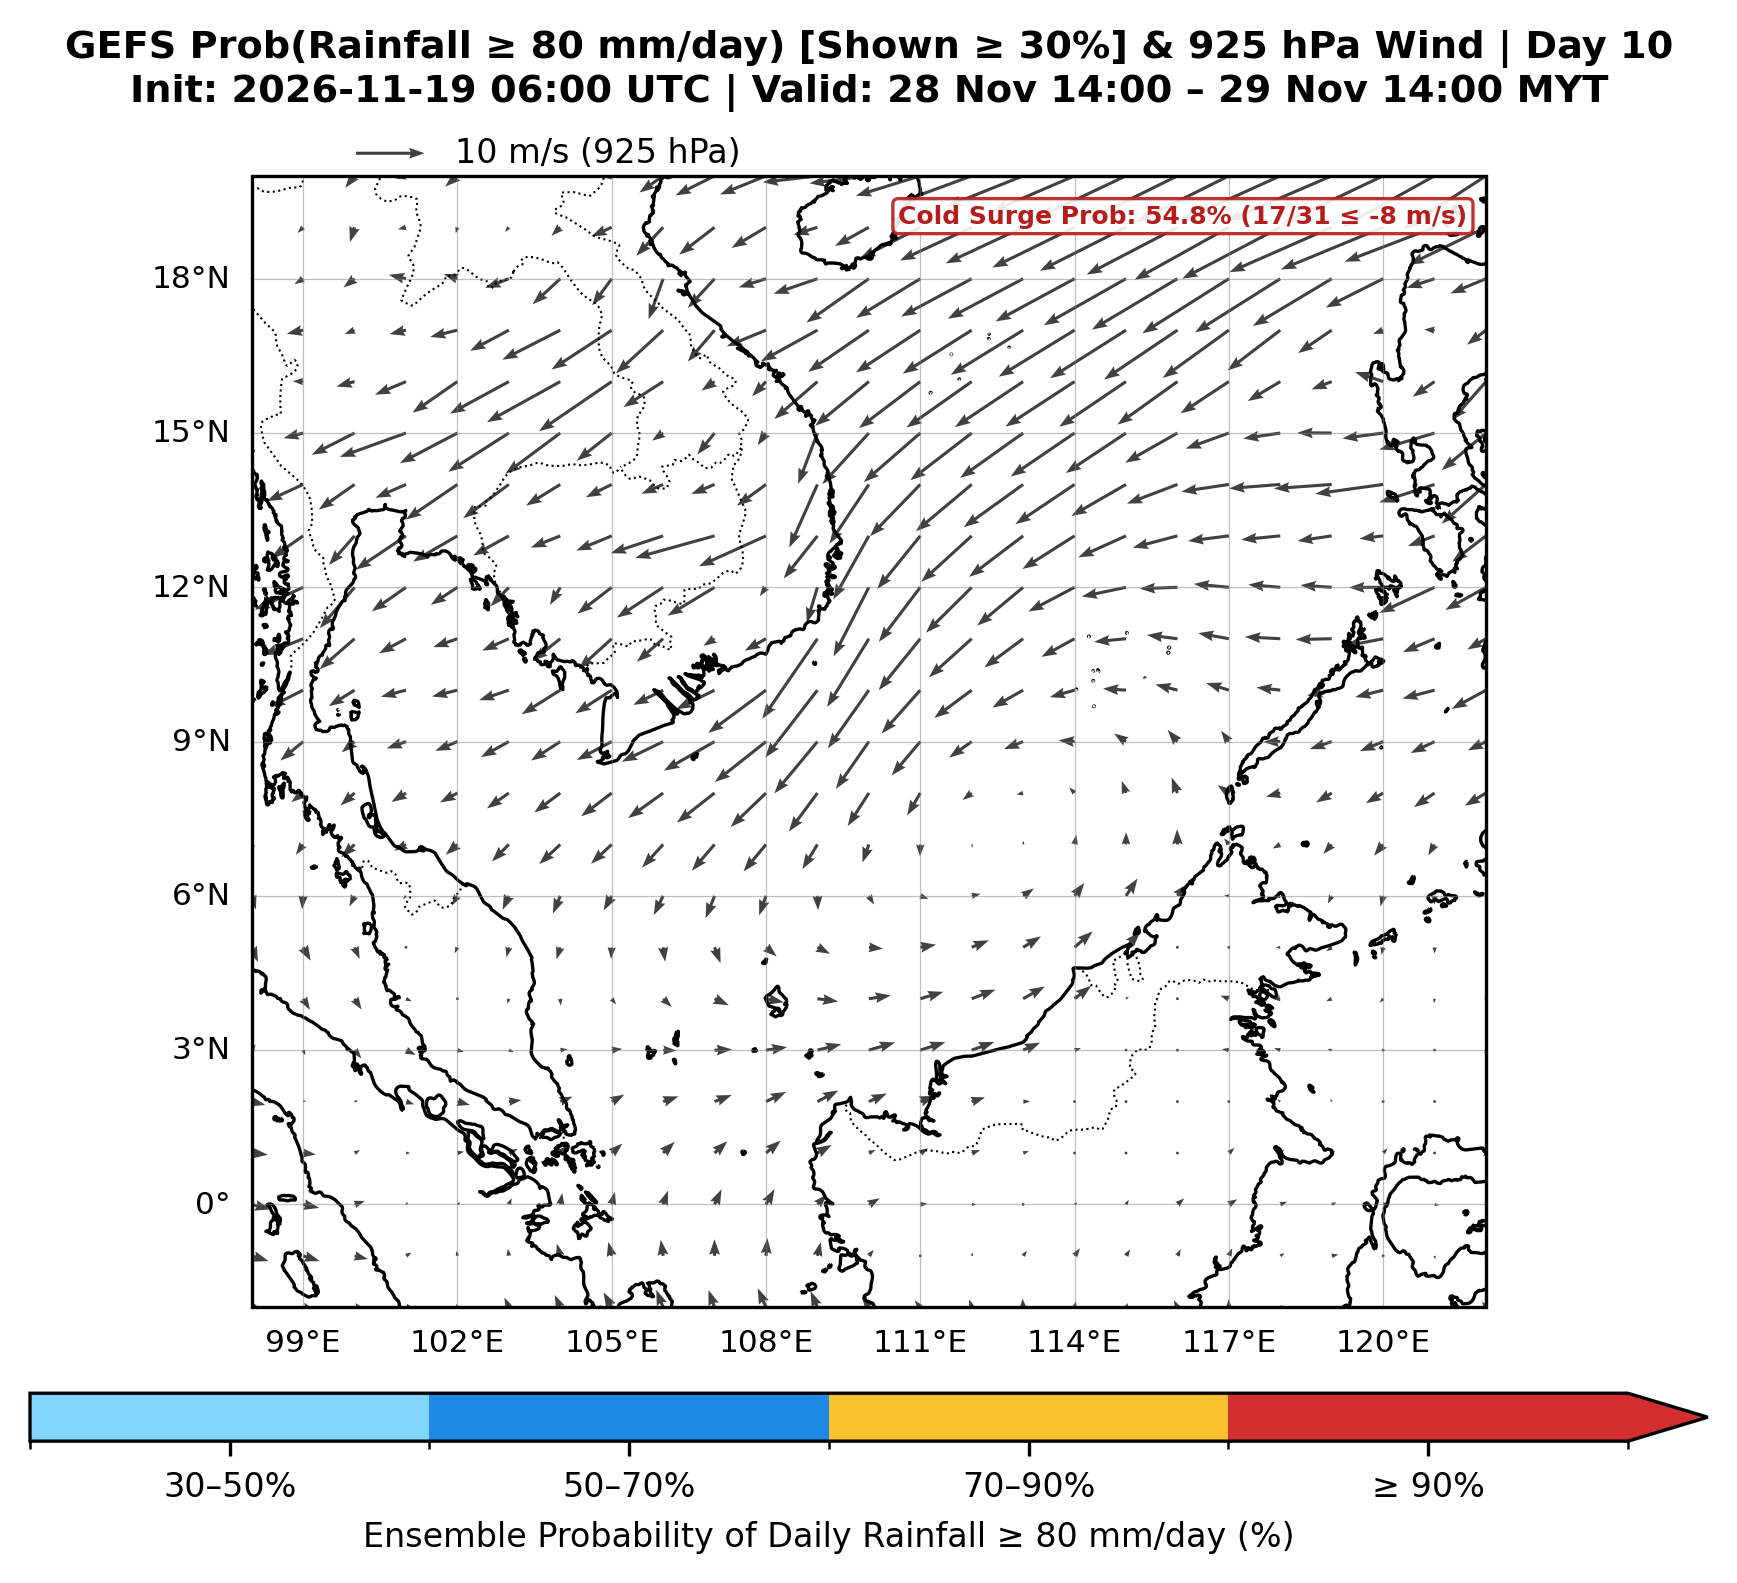 GEFS Prob(Rainfall ≥ 80 mm/day) [Shown ≥ 30%] & 925 hPa Wind | Day 10
Init: 2026-11-19 06:00 UTC | Valid: 28 Nov 14:00 – 29 Nov 14:00 MYT
10 m/s (925 hPa)
Cold Surge Prob: 54.8% (17/31 ≤ -8 m/s)
18°N
15°N
12°N
9°N
6°N
3°N
0°
99°E 102°E 105°E 108°E 111°E 114°E 117°E 120°E
30–50% 50–70% 70–90% ≥ 90%
Ensemble Probability of Daily Rainfall ≥ 80 mm/day (%)